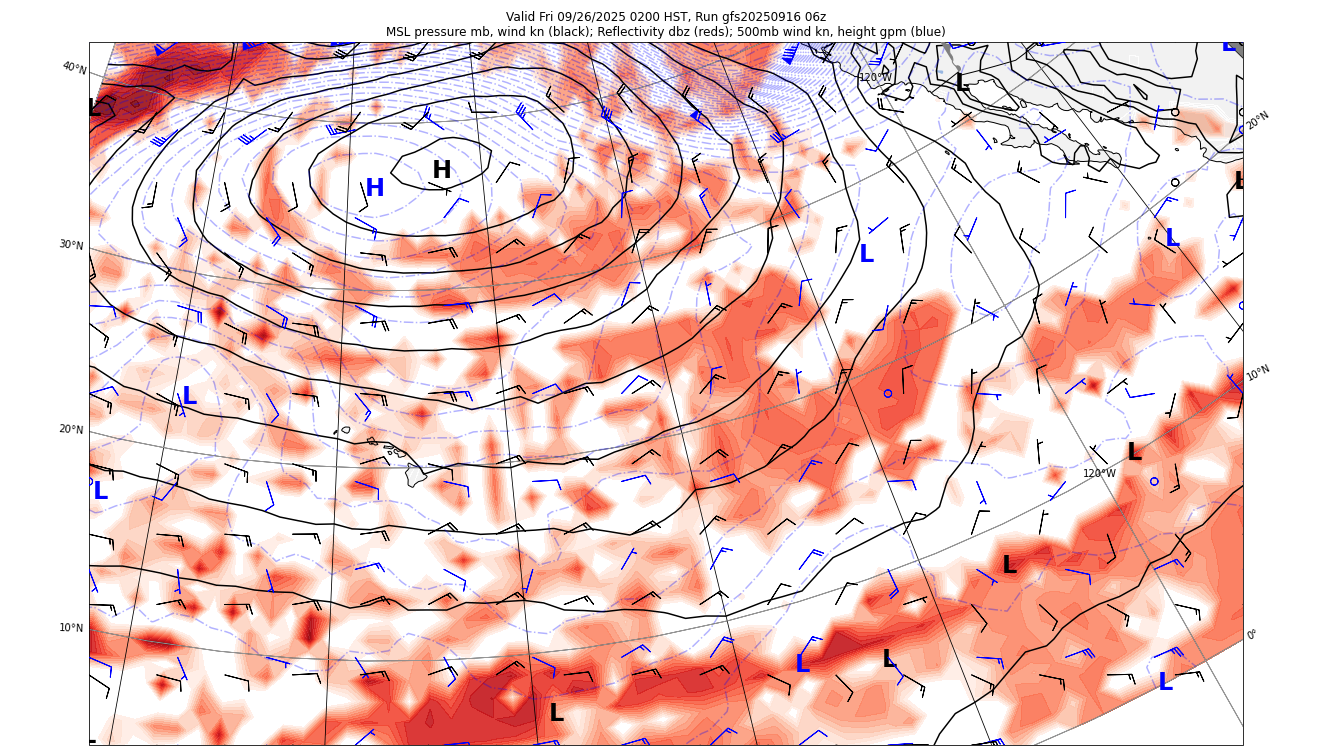 Valid Fri 09/26/2025 0200 HST, Run gfs20250916 06z
MSL pressure mb, wind kn (black); Reflectivity dbz (reds); 500mb wind kn, height gpm (blue)
40°N
120°W
L
L
L
20°N
H
H
L
30°N
L
L
10°N
L
20°N
L
120°W
L
L
10°N
0°
L
L
L
L